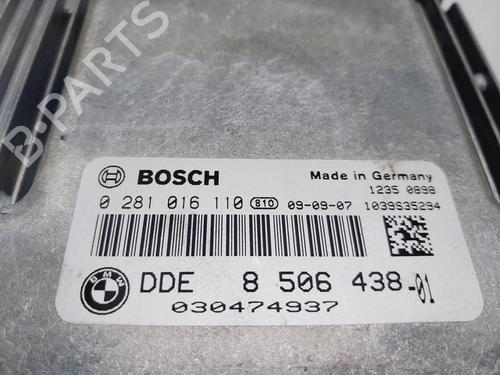 B-PARTS
BOSCH
Made in Germany
1235 0898
0 281 016 110 810 09-09-07 1039S35294
BMW
DDE 8 506 438-01
030474937